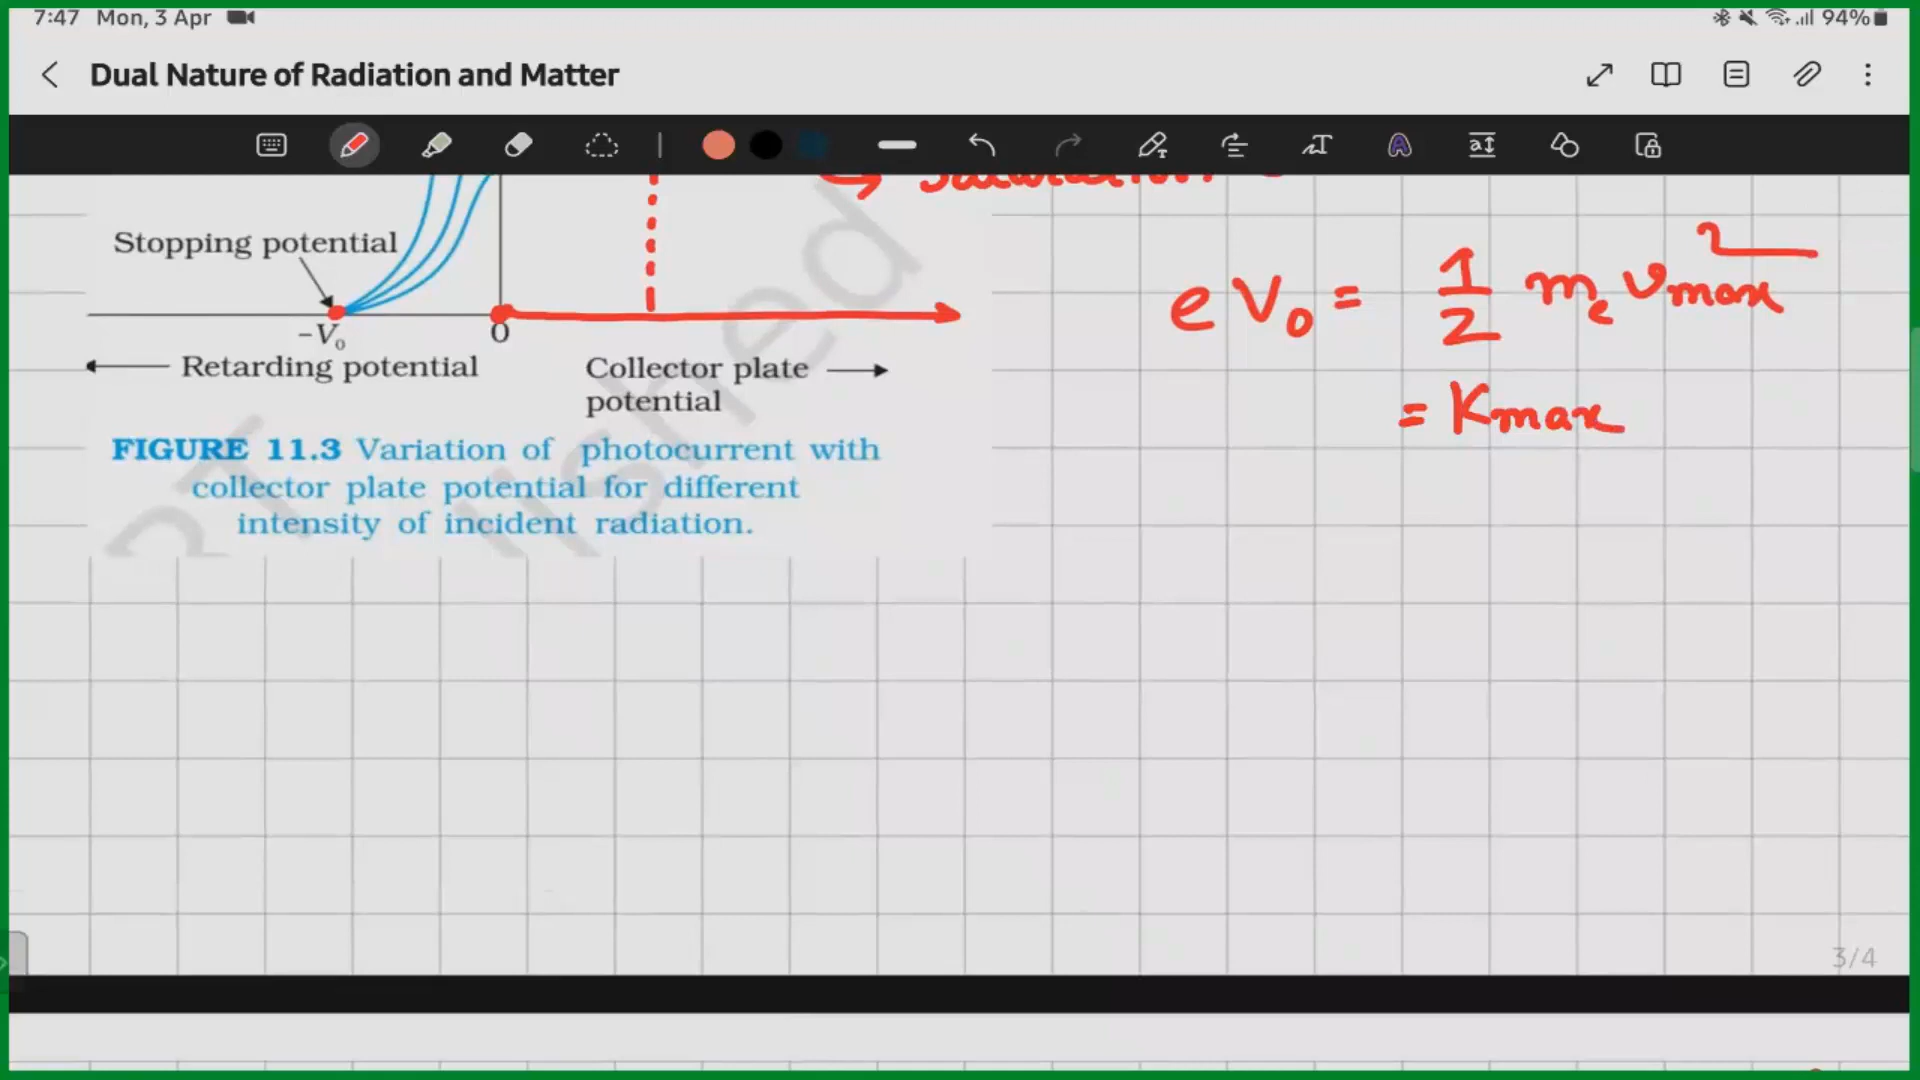 7:47 Mon, 3 Apr 94%
Dual Nature of Radiation and Matter
Stopping potential
−V₀ 0
Retarding potential
Collector plate
potential
FIGURE 11.3 Variation of photocurrent with
collector plate potential for different
intensity of incident radiation.
e V₀ = 1/2 mₑ v²max
= Kmax
3/4